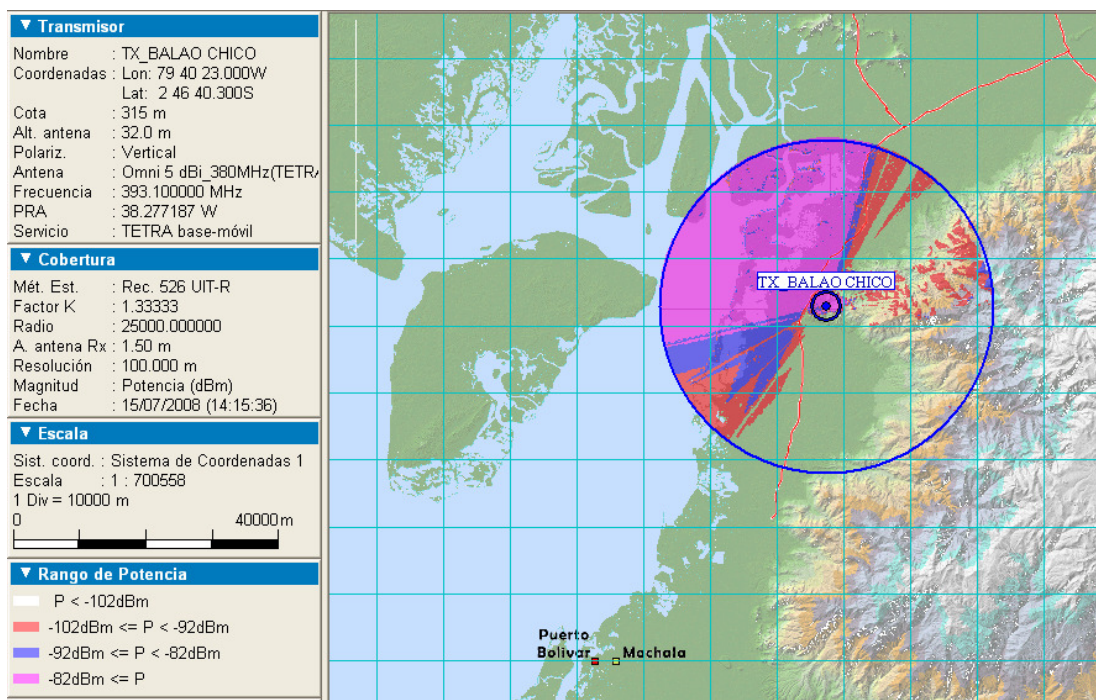 ▼ Transmisor
Nombre : TX_BALAO CHICO
Coordenadas : Lon: 79 40 23.000W
Lat: 2 46 40.300S
Cota : 315 m
Alt. antena : 32.0 m
Polariz. : Vertical
Antena : Omni 5 dBi_380MHz(TETR
Frecuencia : 393.100000 MHz
PRA : 38.277187 W
Servicio : TETRA base-móvil
▼ Cobertura
Mét. Est. : Rec. 526 UIT-R
Factor K : 1.33333
Radio : 25000.000000
A. antena Rx : 1.50 m
Resolución : 100.000 m
Magnitud : Potencia (dBm)
Fecha : 15/07/2008 (14:15:36)
▼ Escala
Sist. coord. : Sistema de Coordenadas 1
Escala : 1 : 700558
1 Div = 10000 m
0 40000m
▼ Rango de Potencia
P < -102dBm
-102dBm <= P < -92dBm
-92dBm <= P < -82dBm
-82dBm <= P
TX_BALAO CHICO
Puerto
Bolivar
Machala